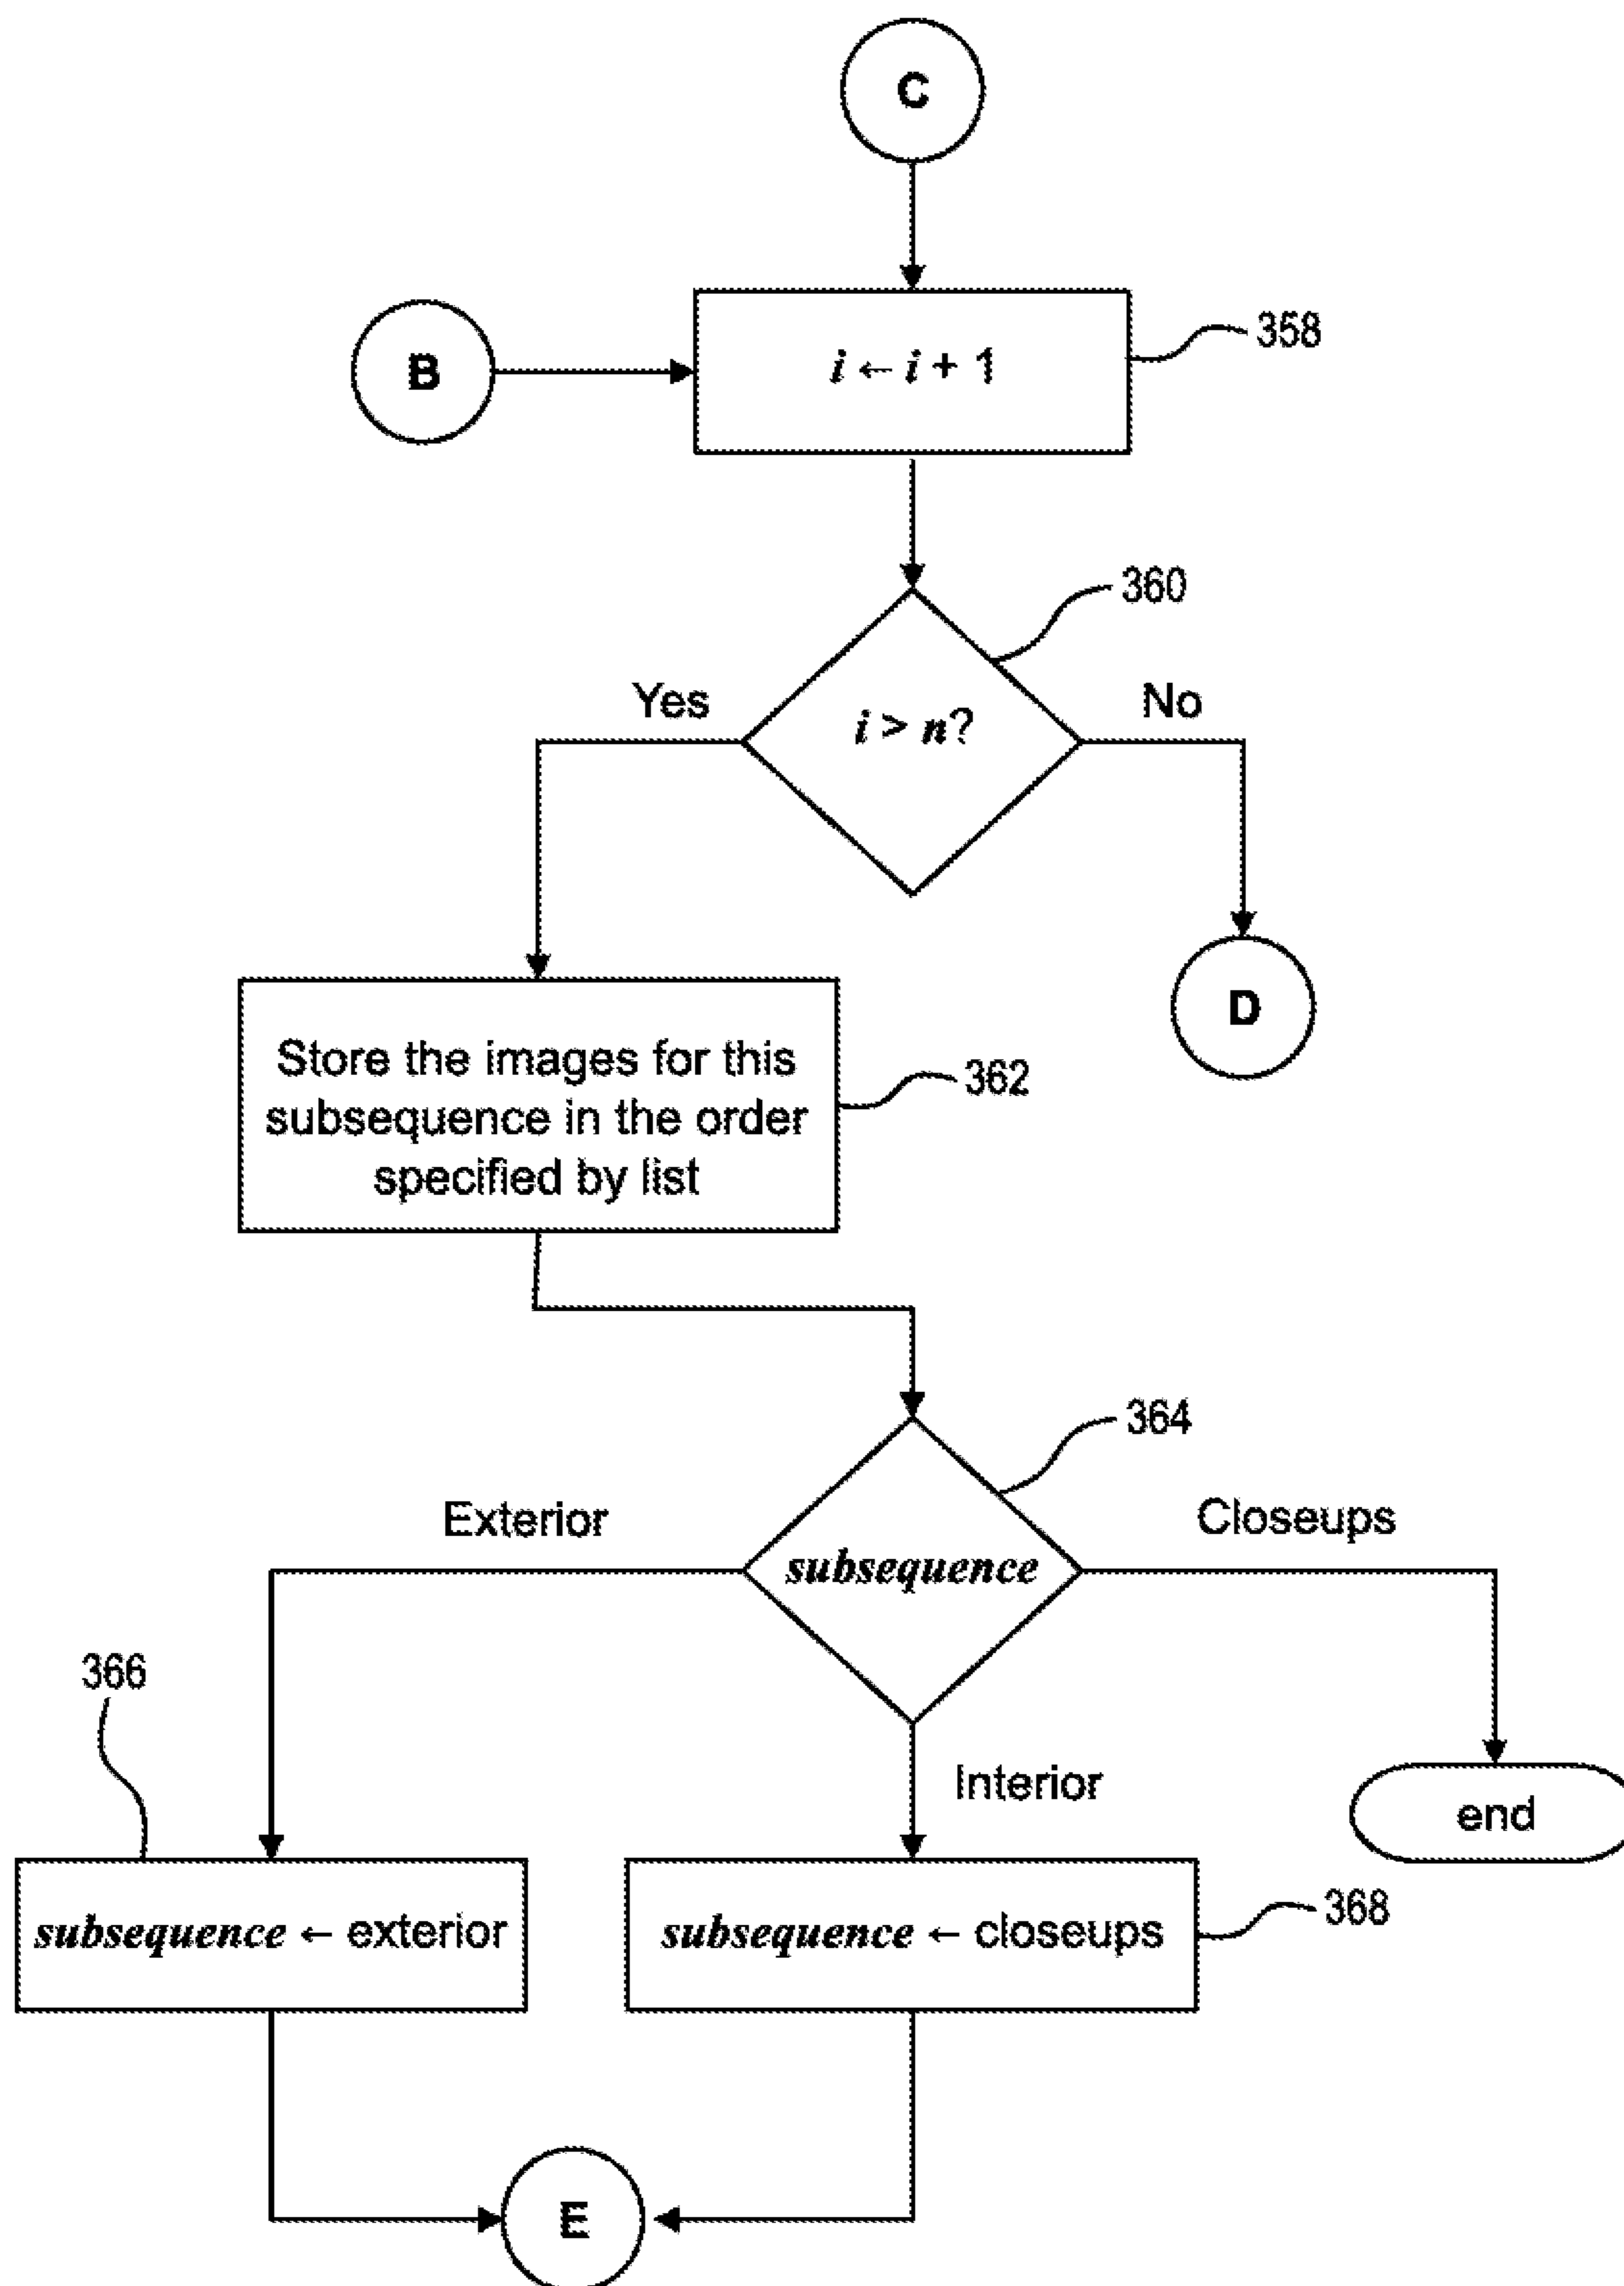 C
B
i ← i + 1
358
360
Yes
i > n?
No
D
Store the images for this
subsequence in the order
specified by list
362
364
Exterior
subsequence
Closeups
366
Interior
end
subsequence ← exterior
subsequence ← closeups
368
E